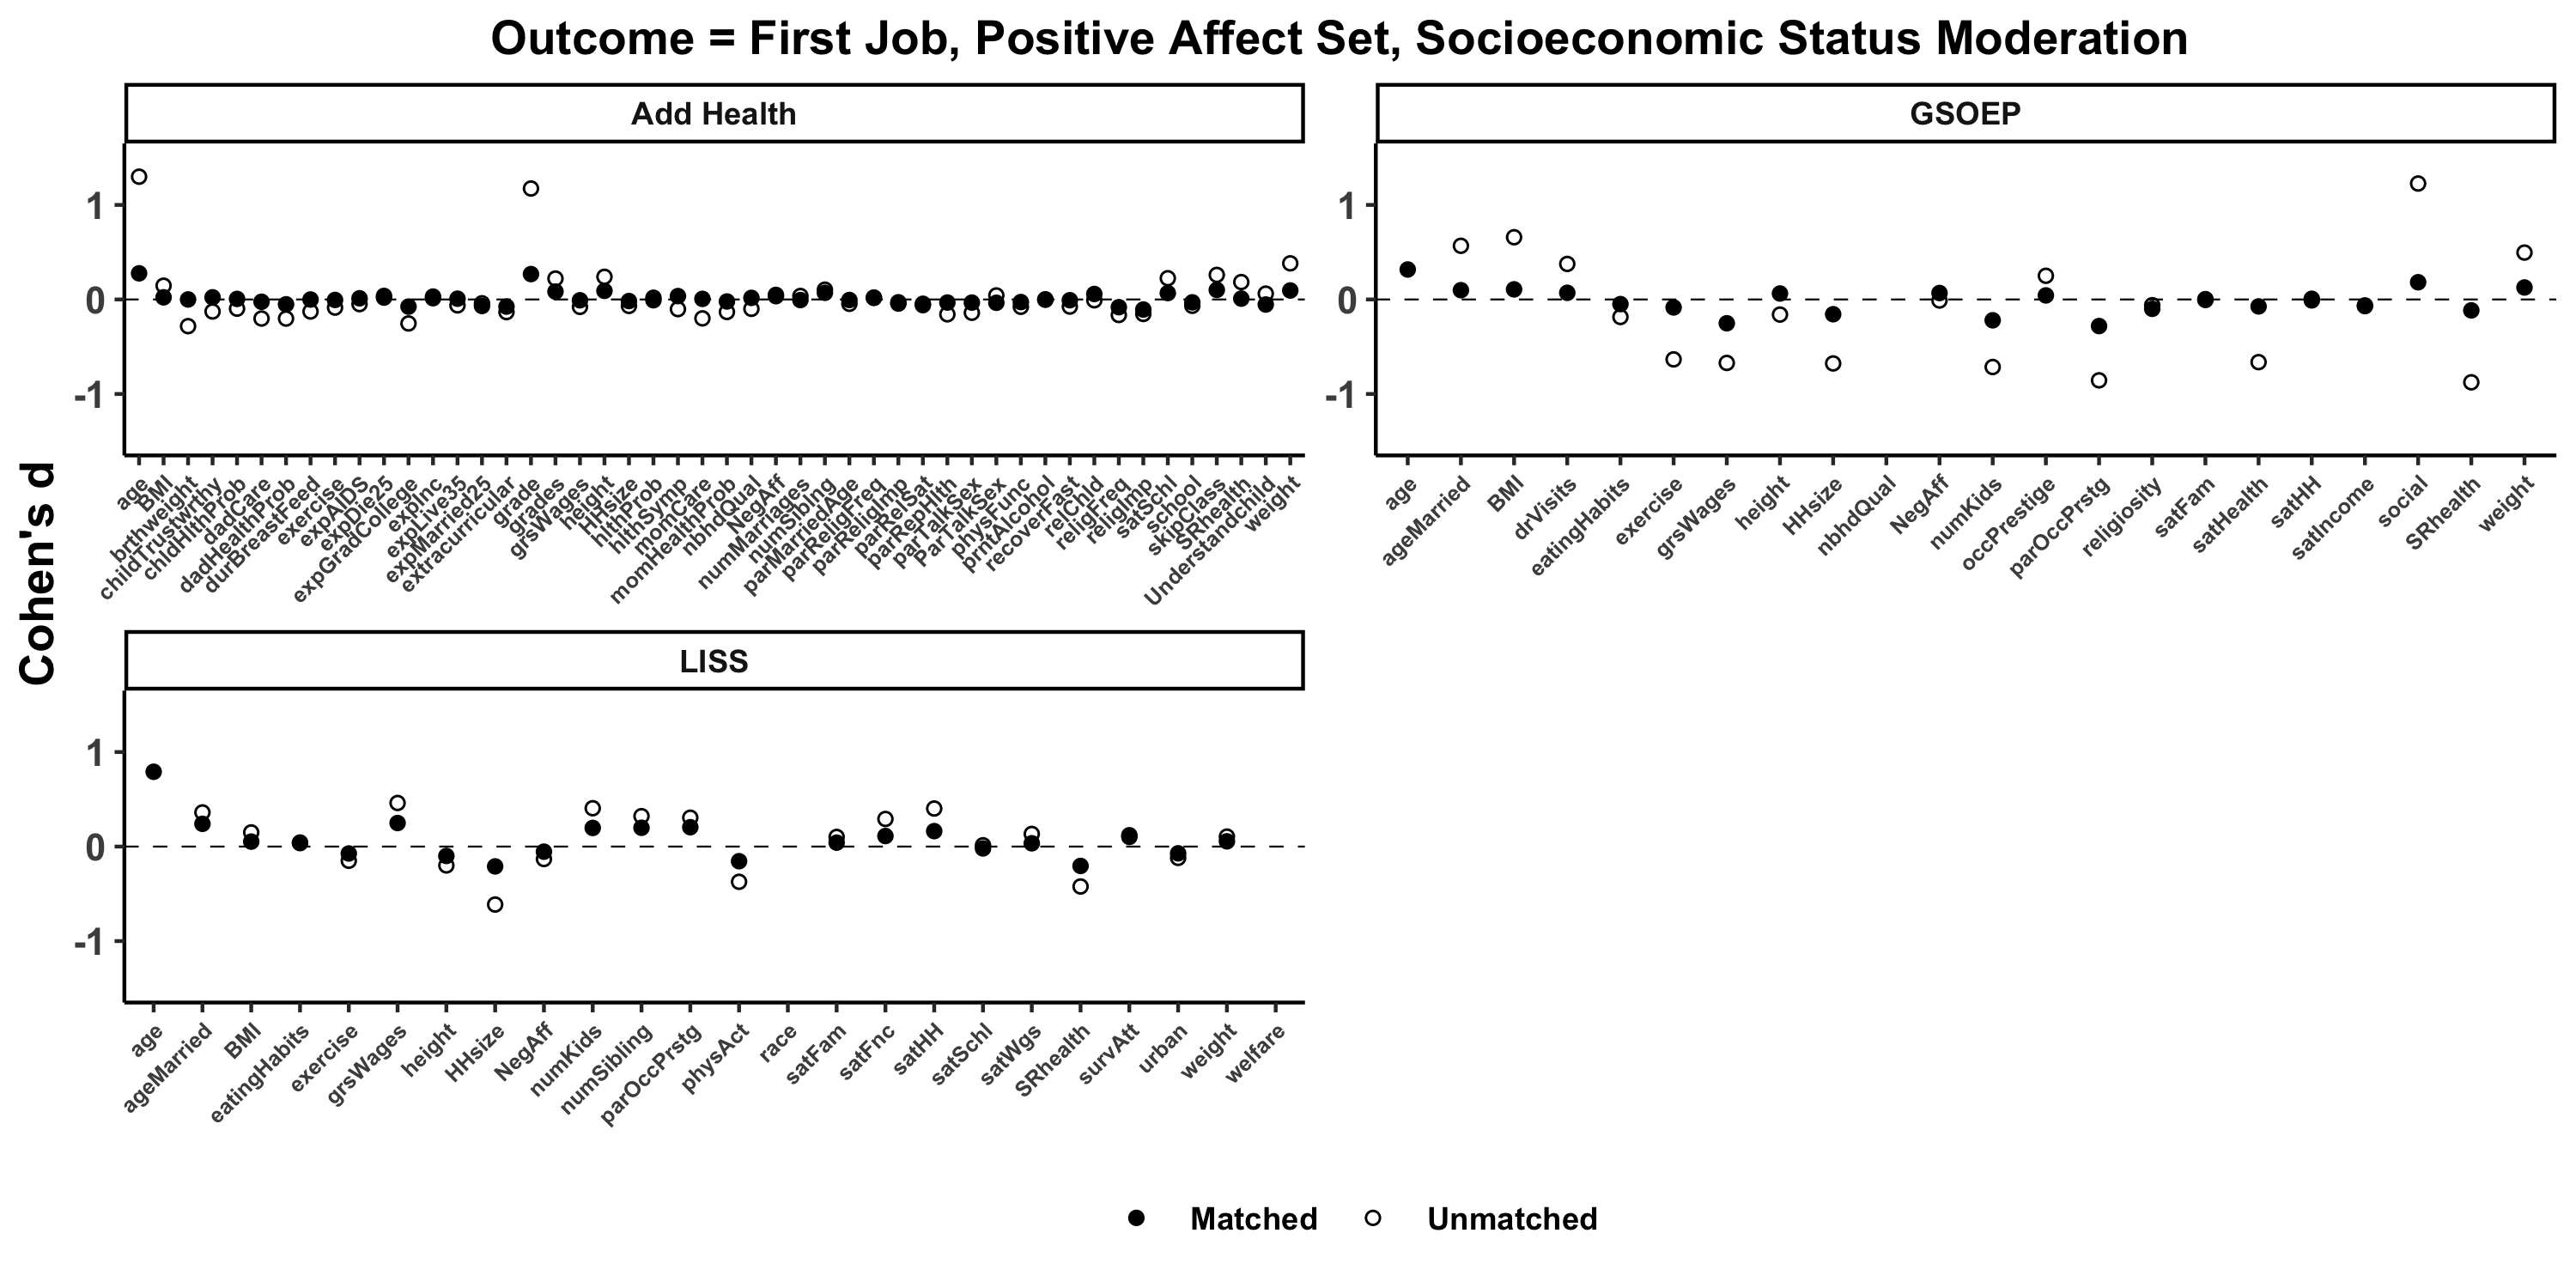 Outcome = First Job, Positive Affect Set, Socioeconomic Status Moderation
Cohen's d
Add Health
1
0
-1
age
BMI
brthweight
childTrustwrthy
chldHlthProb
dadCare
dadHealthProb
durBreastFeed
exercise
expAIDS
expDie25
expGradCollege
expInc
expLive35
expMarried25
extracurricular
grade
grades
grsWages
height
HHsize
hlthProb
hlthSymp
momCare
momHealthProb
nbhdQual
NegAff
numMarriages
numSibling
parMarriedAge
parReligFreq
parReligImp
parRelSat
parRepHlth
parTalkSex
ParTalkSex
physFunc
prntAlcohol
recoverFast
relChld
religFreq
religImp
satSchl
school
skipClass
SRhealth
Understandchild
weight
GSOEP
1
0
-1
age
ageMarried
BMI
drVisits
eatingHabits
exercise
grsWages
height
HHsize
nbhdQual
NegAff
numKids
occPrestige
parOccPrstg
religiosity
satFam
satHealth
satHH
satIncome
social
SRhealth
weight
LISS
1
0
-1
age
ageMarried
BMI
eatingHabits
exercise
grsWages
height
HHsize
NegAff
numKids
numSibling
parOccPrstg
physAct
race
satFam
satFnc
satHH
satSchl
satWgs
SRhealth
survAtt
urban
weight
welfare
Matched
Unmatched